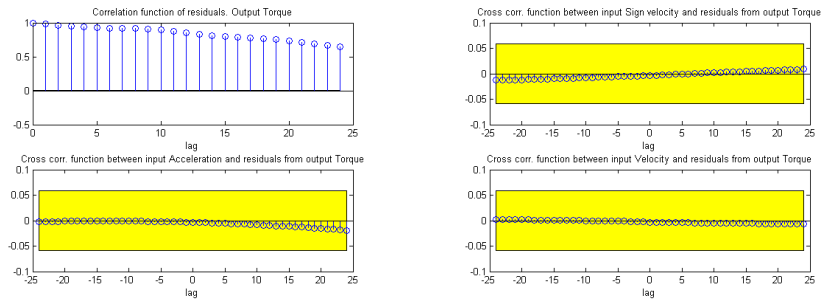 Correlation function of residuals. Output Torque
1
0.5
0
-0.5
0 5 10 15 20 25
lag
Cross corr. function between input Sign velocity and residuals from output Torque
0.1
0.05
0
-0.05
-0.1
-25 -20 -15 -10 -5 0 5 10 15 20 25
lag
Cross corr. function between input Acceleration and residuals from output Torque
0.1
0.05
0
-0.05
-0.1
-25 -20 -15 -10 -5 0 5 10 15 20 25
lag
Cross corr. function between input Velocity and residuals from output Torque
0.1
0.05
0
-0.05
-0.1
-25 -20 -15 -10 -5 0 5 10 15 20 25
lag